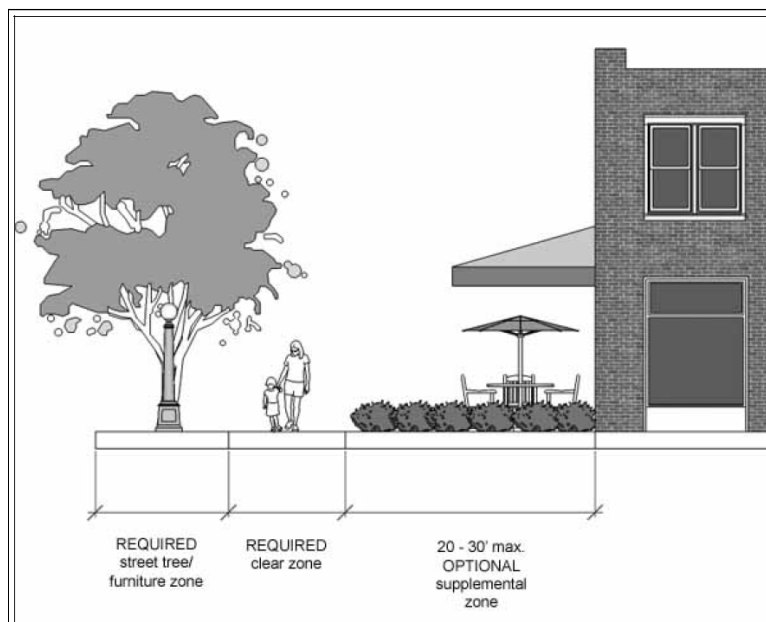 REQUIRED
street tree/
furniture zone
REQUIRED
clear zone
20 - 30' max.
OPTIONAL
supplemental
zone